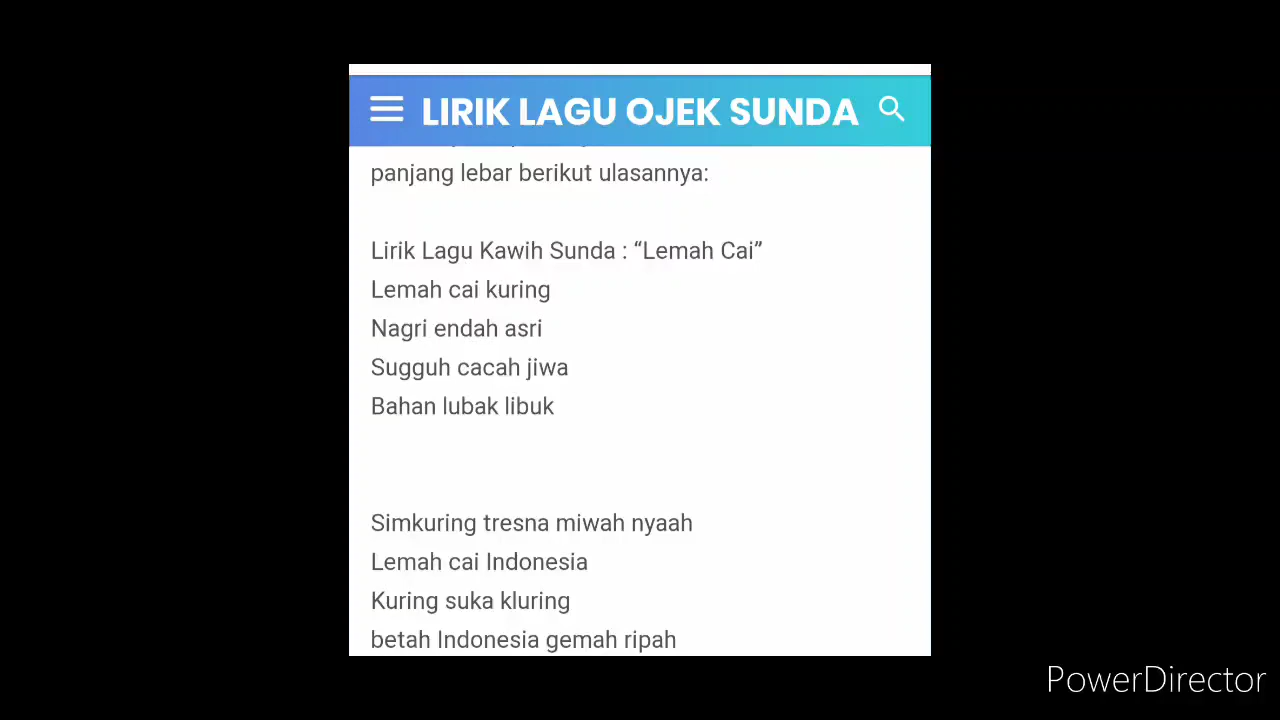 LIRIK LAGU OJEK SUNDA
panjang lebar berikut ulasannya:
Lirik Lagu Kawih Sunda : “Lemah Cai”
Lemah cai kuring
Nagri endah asri
Sugguh cacah jiwa
Bahan lubak libuk
Simkuring tresna miwah nyaah
Lemah cai Indonesia
Kuring suka kluring
betah Indonesia gemah ripah
PowerDirector